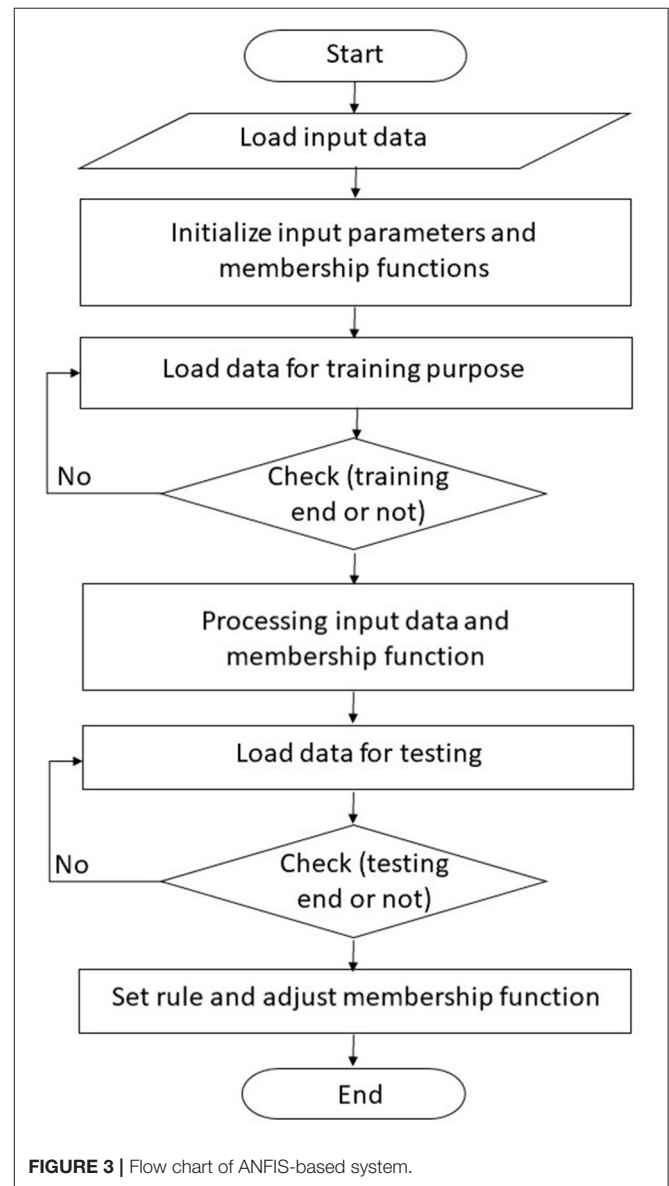 Start
Load input data
Initialize input parameters and
membership functions
Load data for training purpose
No
Check (training
end or not)
Processing input data and
membership function
Load data for testing
No
Check (testing
end or not)
Set rule and adjust membership function
End
FIGURE 3 | Flow chart of ANFIS-based system.